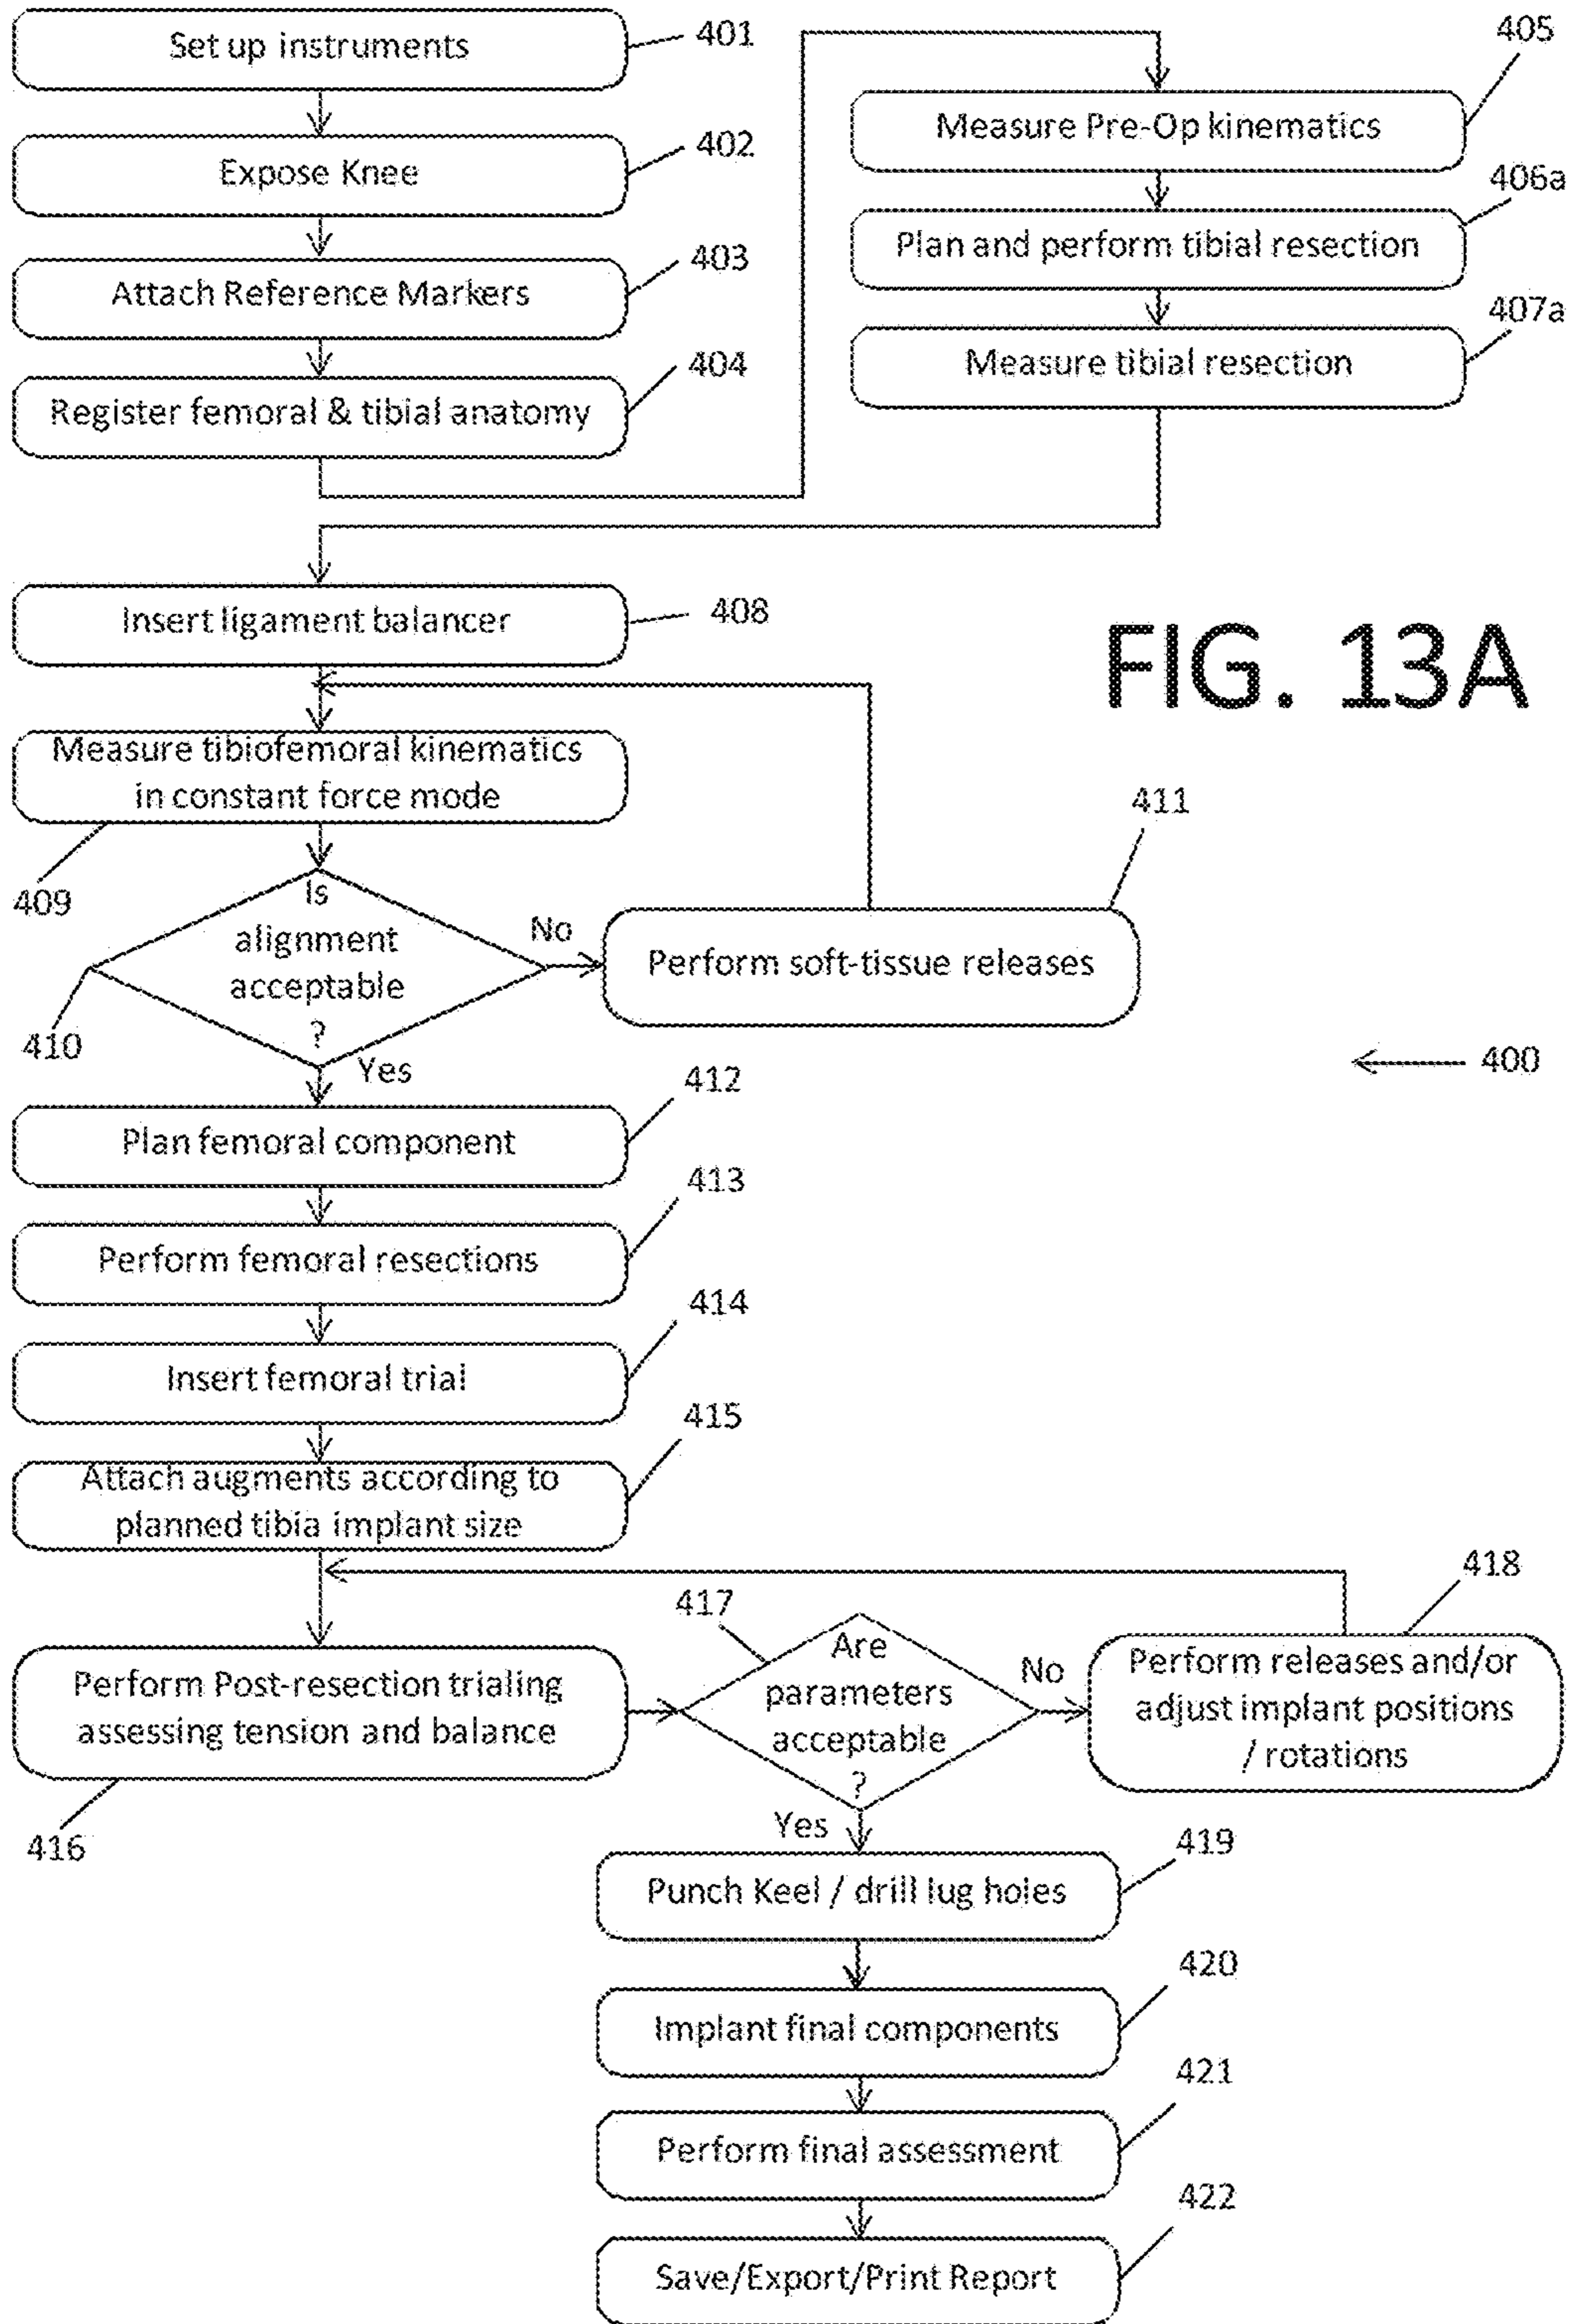 Set up instruments
401
Expose Knee
402
Attach Reference Markers
403
Register femoral & tibial anatomy
404
Measure Pre-Op kinematics
405
Plan and perform tibial resection
406a
Measure tibial resection
407a
Insert ligament balancer
408
FIG. 13A
Measure tibiofemoral kinematics
in constant force mode
409
Is
alignment
acceptable
?
410
No
Perform soft-tissue releases
411
400
Yes
Plan femoral component
412
Perform femoral resections
413
Insert femoral trial
414
Attach augments according to
planned tibia implant size
415
Perform Post-resection trialing
assessing tension and balance
416
417
Are
parameters
acceptable
?
No
Perform releases and/or
adjust implant positions
/ rotations
418
Yes
Punch Keel / drill lug holes
419
Implant final components
420
Perform final assessment
421
Save/Export/Print Report
422